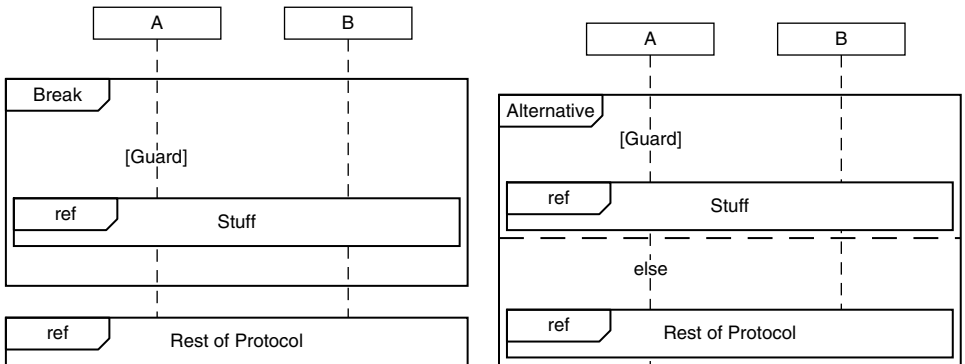 A
B
Break
[Guard]
ref
Stuff
ref
Rest of Protocol
A
B
Alternative
[Guard]
ref
Stuff
else
ref
Rest of Protocol